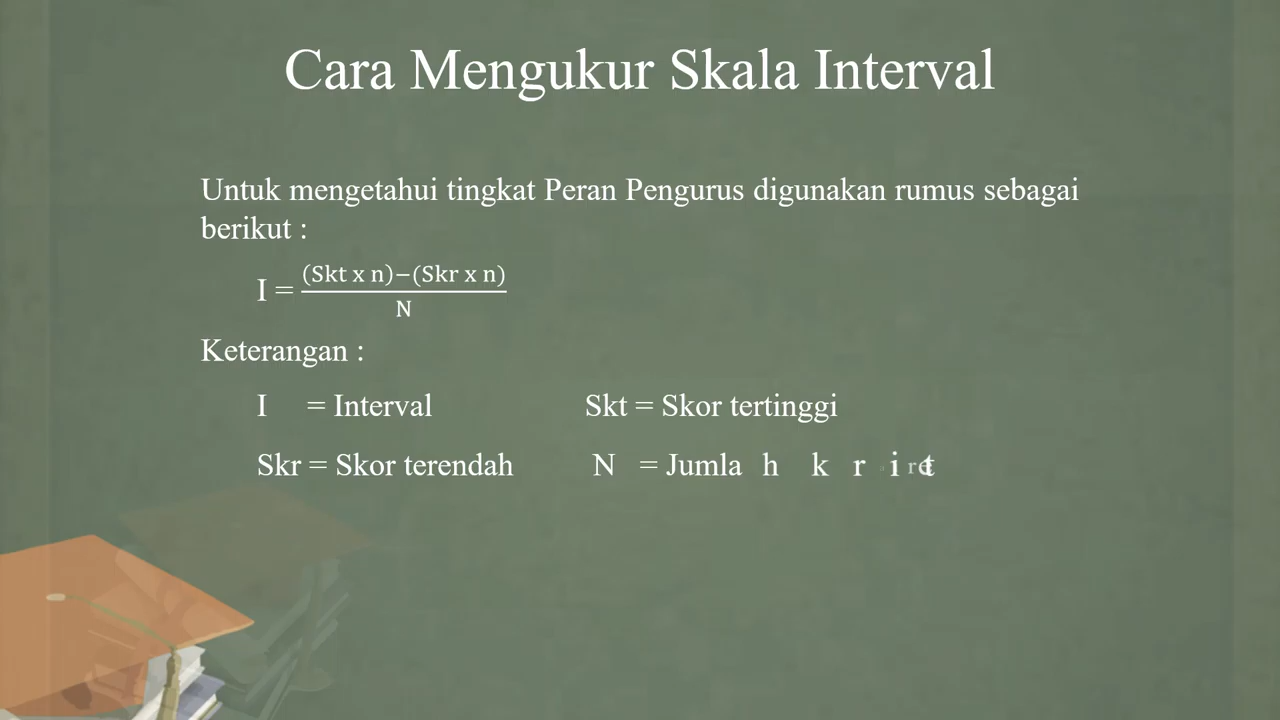 Cara Mengukur Skala Interval
Untuk mengetahui tingkat Peran Pengurus digunakan rumus sebagai
berikut :
I = (Skt x n)−(Skr x n)
N
Keterangan :
I = Interval Skt = Skor tertinggi
Skr = Skor terendah N = Jumlah